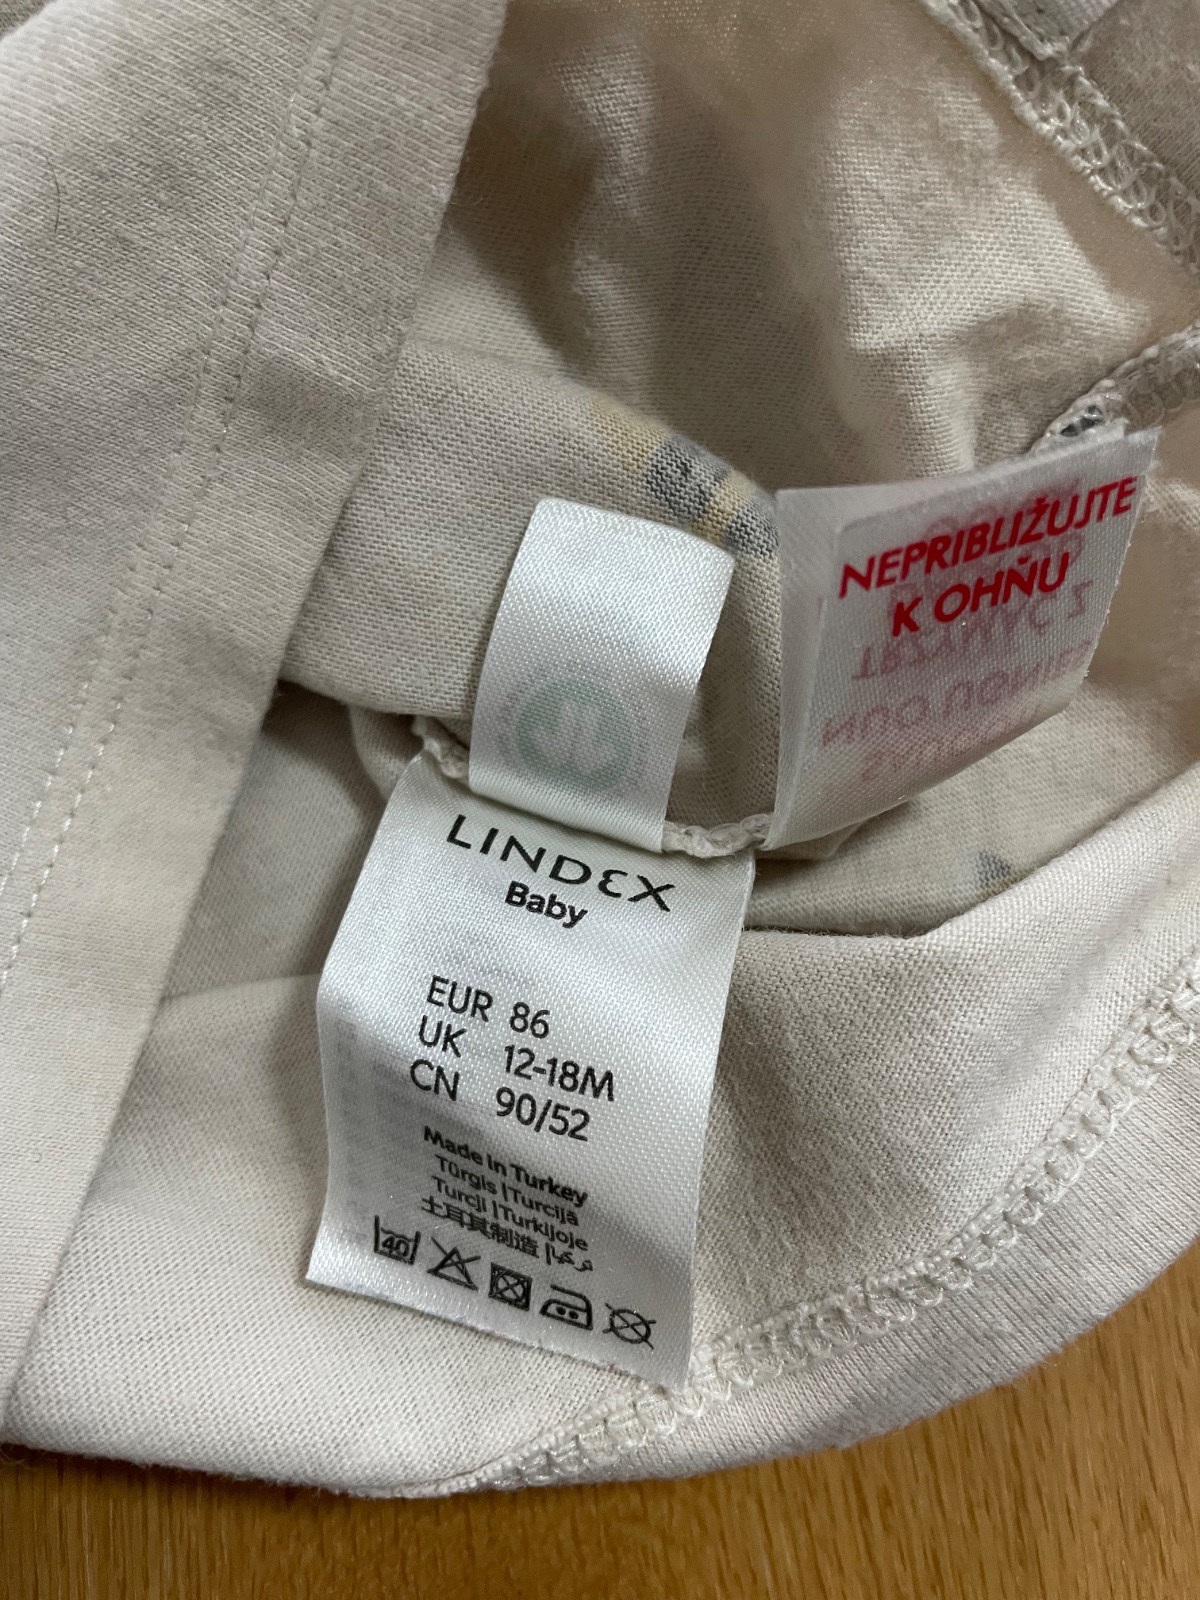 NEPRIBLIŽUJTE
K OHŇU
LINDEX
Baby
EUR 86
UK 12-18M
CN 90/52
Made in Turkey
Türgis | Turcijā
Turcji | Turkijoje
土耳其制造 | تركيا
40